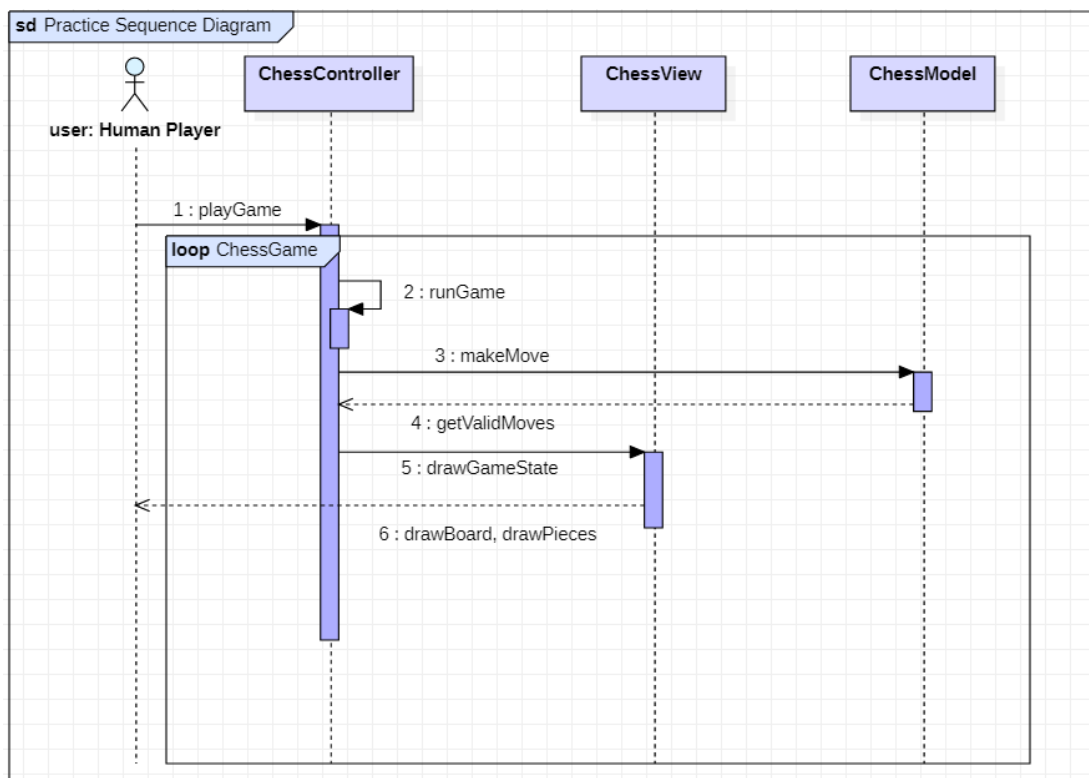 sd Practice Sequence Diagram
ChessController
ChessView
ChessModel
user: Human Player
1 : playGame
loop ChessGame
2 : runGame
3 : makeMove
4 : getValidMoves
5 : drawGameState
6 : drawBoard, drawPieces